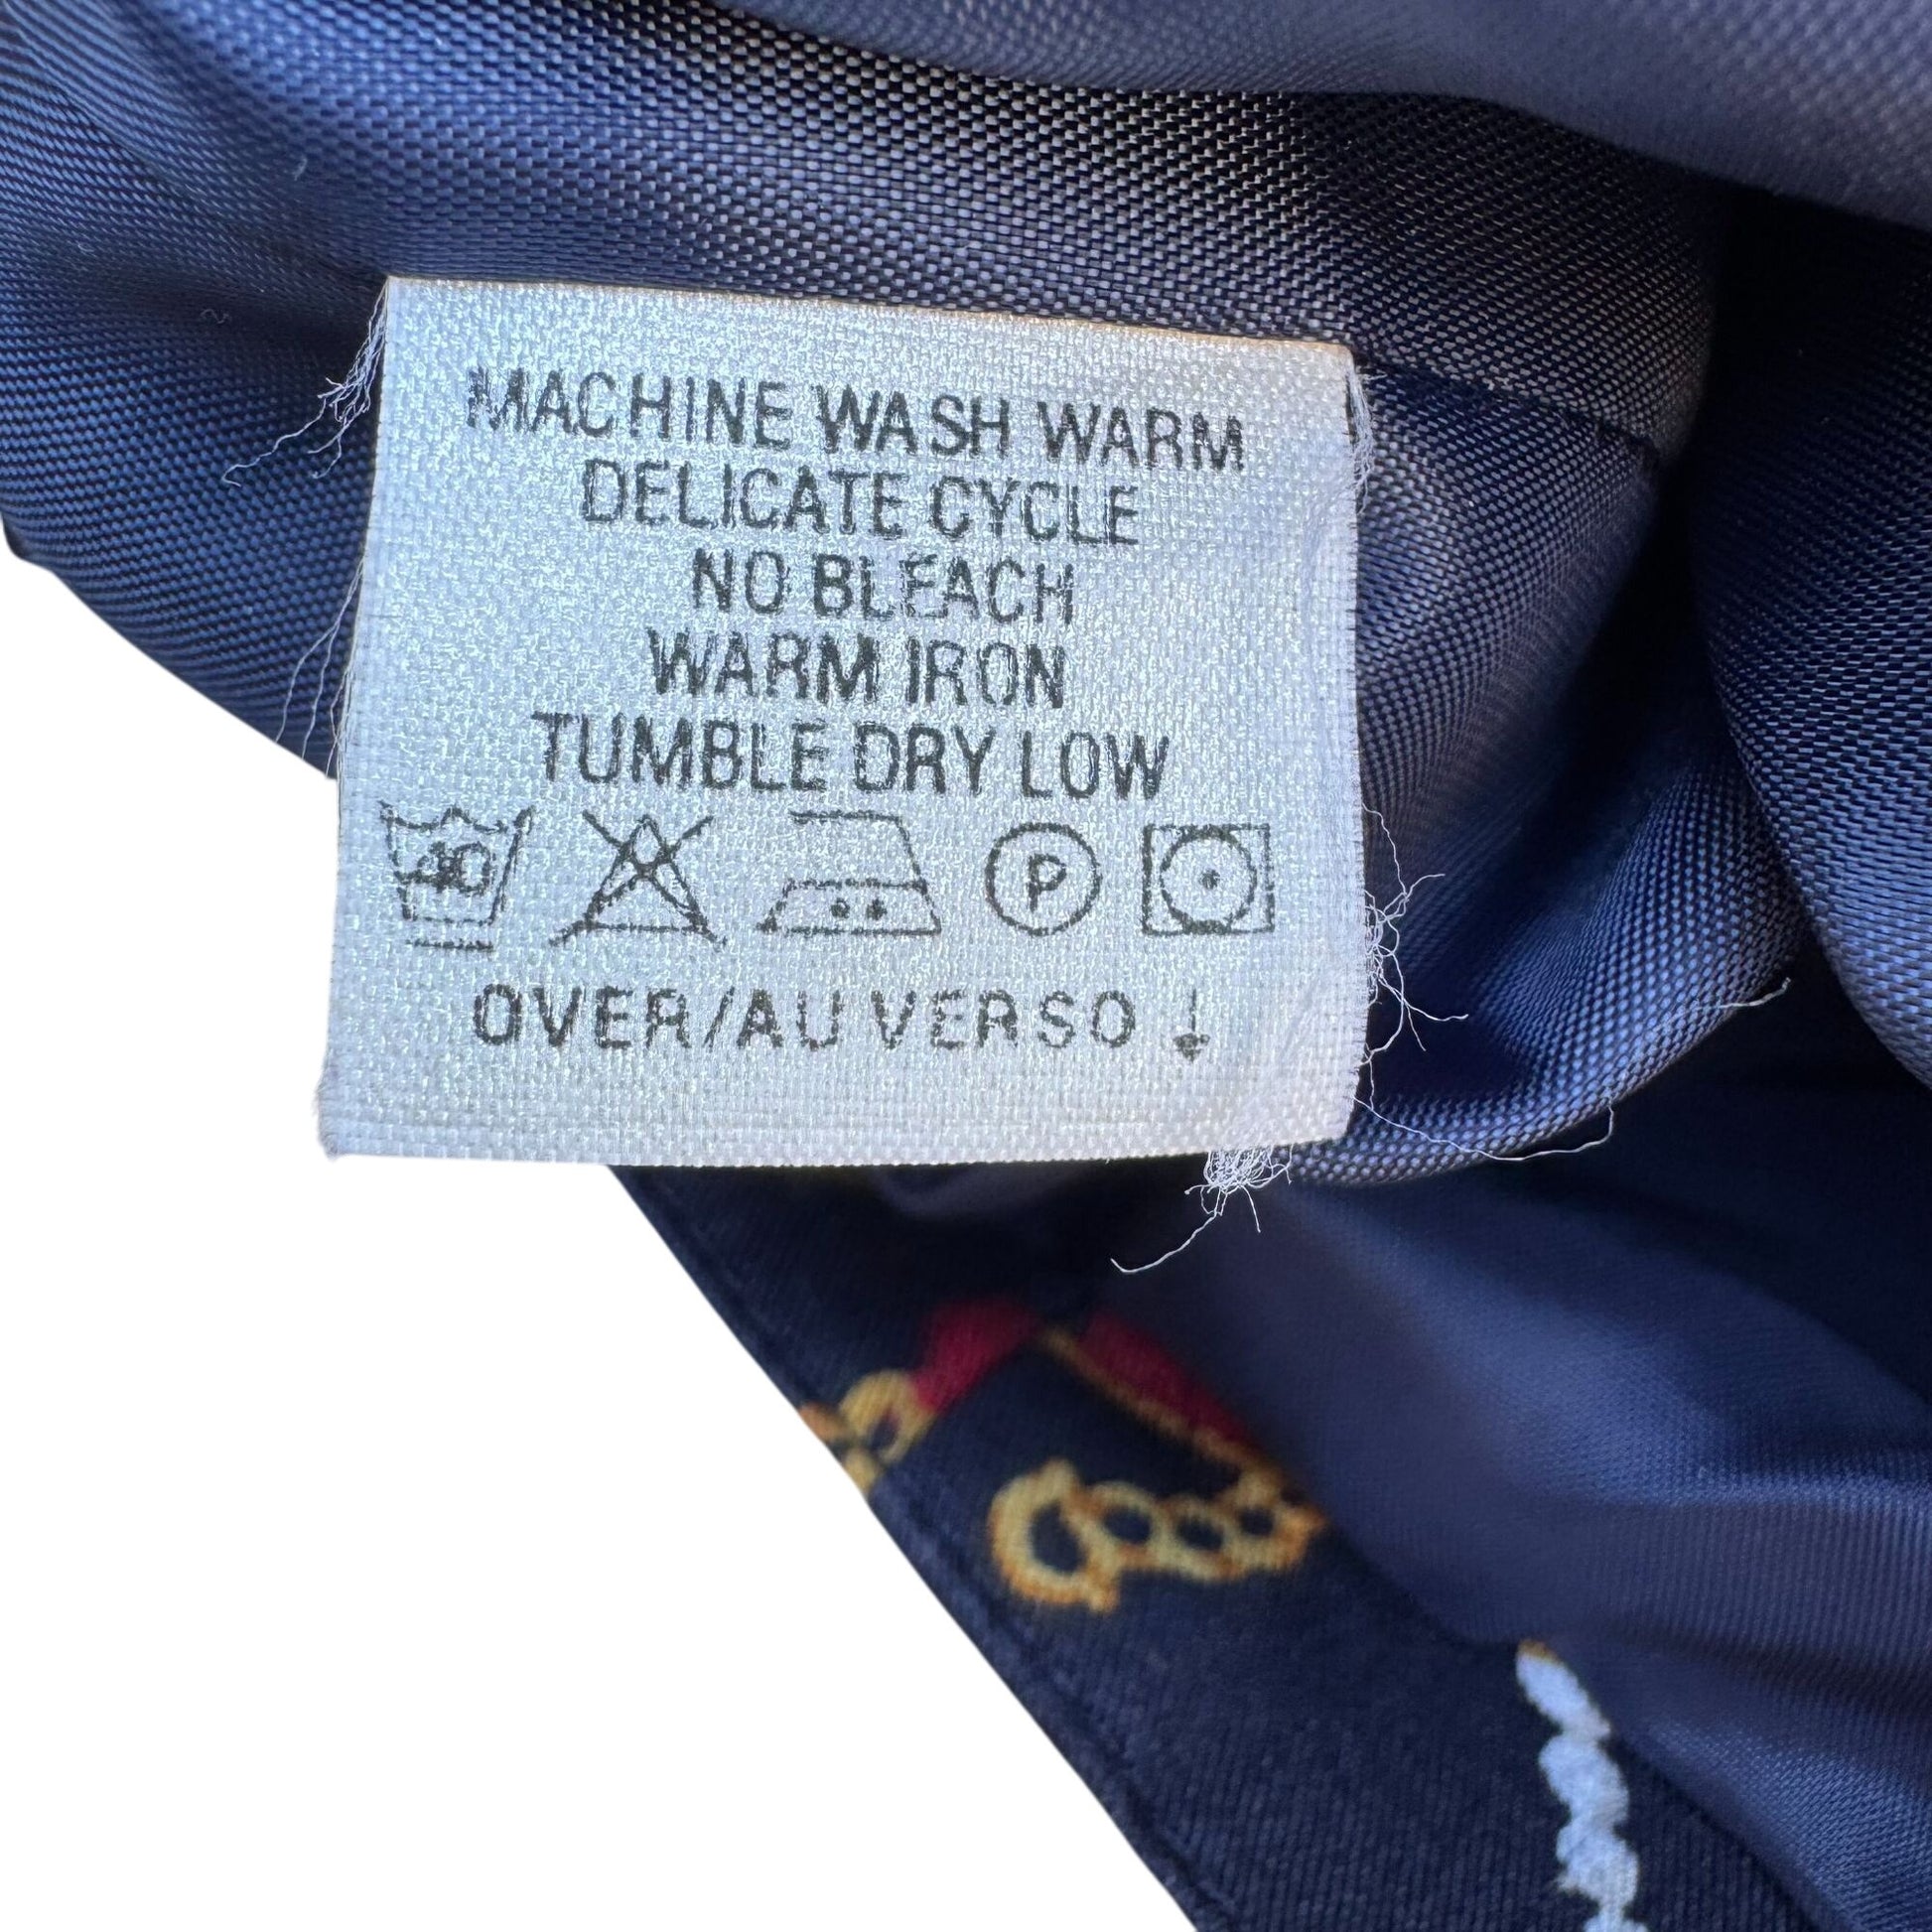 MACHINE WASH WARM
DELICATE CYCLE
NO BLEACH
WARM IRON
TUMBLE DRY LOW
40 P
OVER/AU VERSO ↓